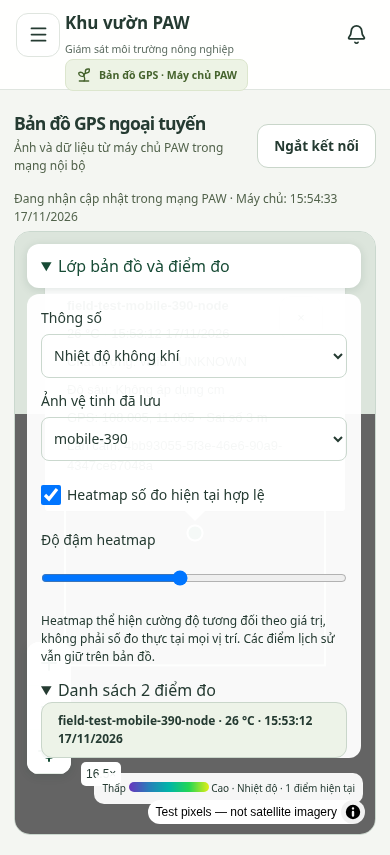 Khu vườn PAW
Giám sát môi trường nông nghiệp
Bản đồ GPS · Máy chủ PAW
Bản đồ GPS ngoại tuyến
Ảnh và dữ liệu từ máy chủ PAW trong
mạng nội bộ
Ngắt kết nối
Đang nhận cập nhật trong mạng PAW · Máy chủ: 15:54:33
17/11/2026
Lớp bản đồ và điểm đo
field-test-mobile-390-node
Thông số
Nhiệt độ không khí
Ảnh vệ tinh đã lưu
mobile-390
Heatmap số đo hiện tại hợp lệ
Độ đậm heatmap
Heatmap thể hiện cường độ tương đối theo giá trị,
không phải số đo thực tại mọi vị trí. Các điểm lịch sử
vẫn giữ trên bản đồ.
Danh sách 2 điểm đo
field-test-mobile-390-node · 26 °C · 15:53:12
17/11/2026
Thấp
Cao · Nhiệt độ · 1 điểm hiện tại
Test pixels — not satellite imagery